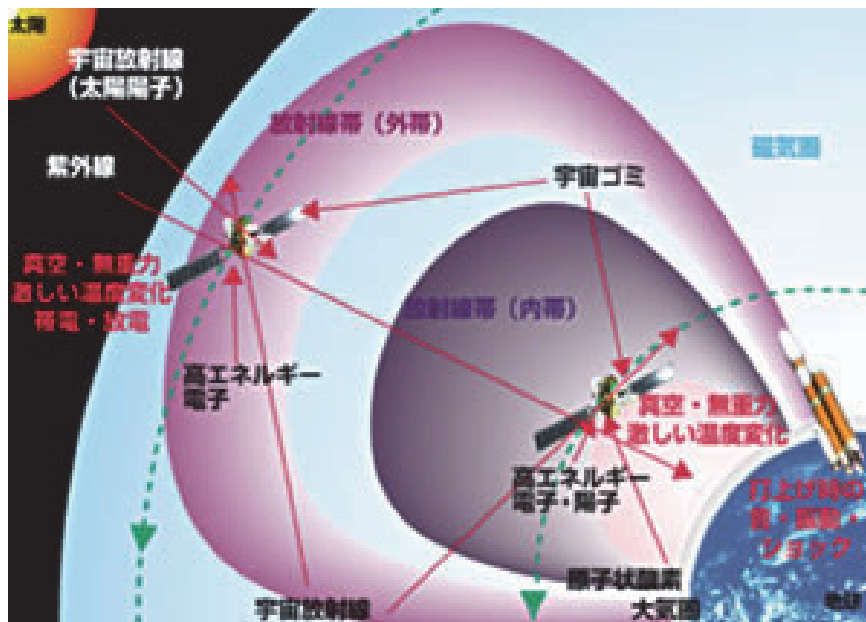 太陽
宇宙放射線
(太陽陽子)
放射線帯（外帯）
磁気圏
紫外線
宇宙ゴミ
真空・無重力
激しい温度変化
帯電・放電
放射線帯（内帯）
高エネルギー
電子
真空・無重力
激しい温度変化
高エネルギー
電子・陽子
打上げ時の
音・振動・
ショック
宇宙放射線
原子状酸素
大気圏
地球